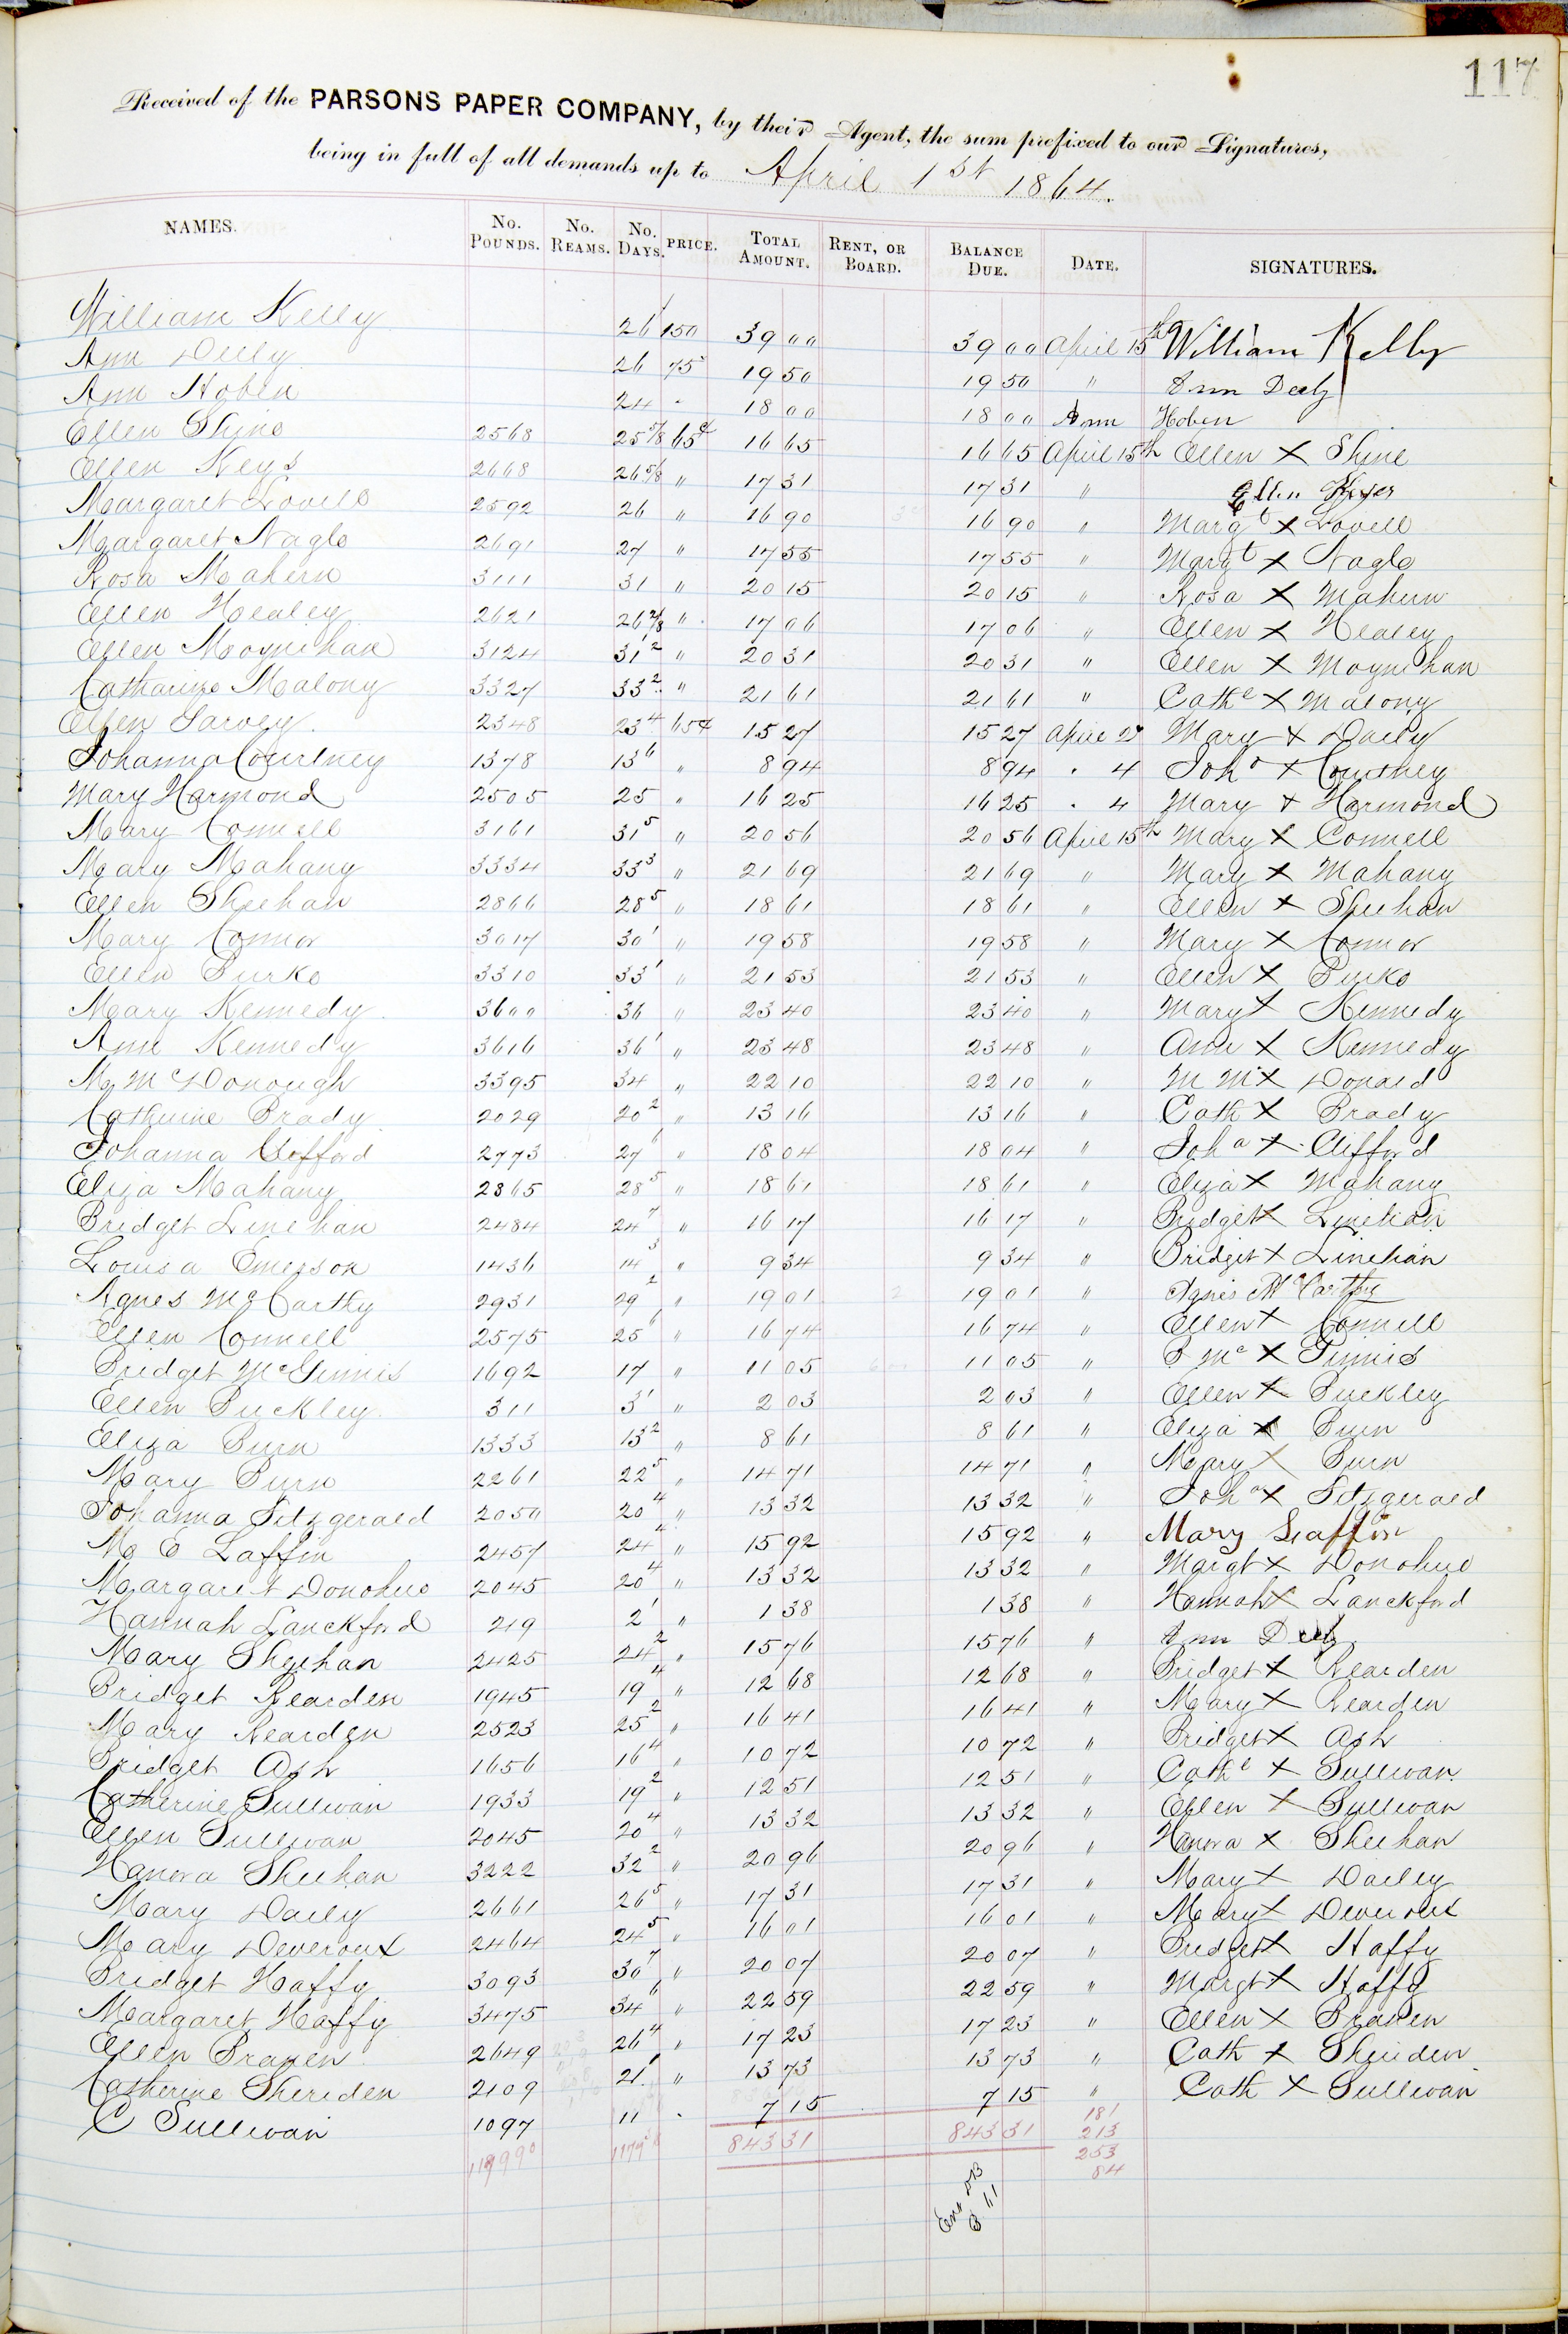 117
Received of the PARSONS PAPER COMPANY, by their Agent, the sum prefixed to our Signatures,
being in full of all demands up to April 1st 1864.
NAMES. No. POUNDS. No. REAMS. No. DAYS. PRICE. TOTAL AMOUNT. RENT, OR BOARD. BALANCE DUE. DATE. SIGNATURES.
William Kelly 26 150 39 00 39 00 April 15th William Kelly
Ann Deely 26 75 19 50 19 50 " Ann Deely
Ann Hoben 24 " 18 00 18 00 Ann Hoben
Ellen Shine 2568 25 5/8 65c 16 65 16 65 April 15th Ellen X Shine
Ellen Keys 2668 26 5/8 " 17 31 17 31 " Ellen Keyes
Margaret Lovell 2592 26 " 16 90 16 90 " Margt X Lovell
Margaret Nagle 2691 27 " 17 55 17 55 " Margt X Nagle
Rosa Mahern 3111 31 " 20 15 20 15 " Rosa X Mahern
Ellen Healey 2621 26 2/8 " 17 06 17 06 " Ellen X Healey
Ellen Moynihan 3124 31 2 " 20 31 20 31 " Ellen X Moynihan
Catharine Malony 3327 33 2 " 21 61 21 61 " Cathe X Malony
Ellen Garvey 2348 23 4 65c 15 27 15 27 April 2d Mary X Daily
Johanna Courtney 1378 13 6 " 8 94 8 94 " 4 Joha X Courtney
Mary Harmond 2505 25 " 16 25 16 25 " 4 Mary X Harmond
Mary Connell 3161 31 5 " 20 56 20 56 April 15th Mary X Connell
Mary Mahany 3334 33 3 " 21 69 21 69 " Mary X Mahany
Ellen Sheehan 2866 28 5 " 18 61 18 61 " Ellen X Sheehan
Mary Connor 3017 30 1 " 19 58 19 58 " Mary X Connor
Ellen Burke 3310 33 1 " 21 53 21 53 " Ellen X Burke
Mary Kennedy 3600 36 " 23 40 23 40 " Mary X Kennedy
Ann Kennedy 3616 36 1 " 23 48 23 48 " Ann X Kennedy
M McDonough 3395 34 " 22 10 22 10 " M Mc X Donald
Catherine Brady 2029 20 2 " 13 16 13 16 " Cath X Brady
Johanna Clifford 2773 27 6 " 18 04 18 04 " Joha X Clifford
Eliza Mahany 2865 28 5 " 18 61 18 61 " Eliza X Mahany
Bridget Linehan 2484 24 7 " 16 17 16 17 " Bridget X Linehan
Louisa Emerson 1436 14 3 " 9 34 9 34 " Bridget X Linehan
Agnes McCarthy 2931 29 2 " 19 01 19 01 " Agnes McCarthy
Ellen Connell 2575 25 6 " 16 74 16 74 " Ellen X Connell
Bridget McGinnis 1692 17 " 11 05 11 05 " B Mc X Ginnis
Ellen Buckley 311 3 1 " 2 03 2 03 " Ellen X Buckley
Eliza Burn 1333 13 2 " 8 61 8 61 " Eliza X Burn
Mary Burn 2261 22 5 " 14 71 14 71 " Mary X Burn
Johanna Fitzgerald 2050 20 4 " 13 32 13 32 " Joha X Fitzgerald
M E Laffin 2457 24 4 " 15 92 15 92 " Mary Laffin
Margaret Donohue 2045 20 4 " 13 32 13 32 " Margt X Donohue
Hannah Lanckford 219 2 1 " 1 38 1 38 " Hannah X Lanckford
Mary Sheehan 2425 24 2 " 15 76 15 76 " Ann Deely
Bridget Rearden 1945 19 4 " 12 68 12 68 " Bridget X Rearden
Mary Rearden 2523 25 2 " 16 41 16 41 " Mary X Rearden
Bridget Ash 1656 16 4 " 10 72 10 72 " Bridget X Ash
Catherine Sullivan 1933 19 2 " 12 51 12 51 " Cathe X Sullivan
Ellen Sullivan 2045 20 4 " 13 32 13 32 " Ellen X Sullivan
Hanora Sheehan 3222 32 2 " 20 96 20 96 " Hanora X Sheehan
Mary Daily 2661 26 5 " 17 31 17 31 " Mary X Dailey
Mary Deveroux 2464 24 5 " 16 01 16 01 " Mary X Deveroux
Bridget Haffy 3093 30 7 " 20 07 20 07 " Bridget X Haffy
Margaret Haffy 3475 34 6 " 22 59 22 59 " Margt X Haffy
Ellen Branen 2649 26 4 " 17 23 17 23 " Ellen X Branen
Catherine Sheriden 2109 21 1 " 13 73 13 73 " Cath X Sheriden
C Sullivan 1097 11 " 7 15 7 15 " Cath X Sullivan
843 31 843 31 181
213
253
84